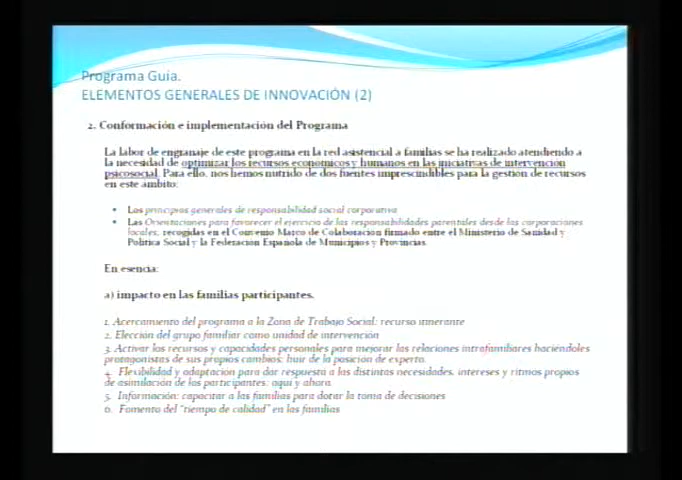 Programa Guía.
ELEMENTOS GENERALES DE INNOVACIÓN (2)
2. Conformación e implementación del Programa
La labor de engranaje de este programa en la red asistencial a familias se ha realizado atendiendo a
la necesidad de optimizar los recursos económicos y humanos en las iniciativas de intervención
psicosocial. Para ello, nos hemos nutrido de dos fuentes imprescindibles para la gestión de recursos
en este ámbito:
• Los principios generales de responsabilidad social corporativa
• Las Orientaciones para favorecer el ejercicio de las responsabilidades parentales desde las corporaciones
locales, recogidas en el Convenio Marco de Colaboración firmado entre el Ministerio de Sanidad y
Política Social y la Federación Española de Municipios y Provincias.
En esencia:
a) impacto en las familias participantes.
1. Acercamiento del programa a la Zona de Trabajo Social: recurso itinerante
2. Elección del grupo familiar como unidad de intervención
3. Activar los recursos y capacidades personales para mejorar las relaciones intrafamiliares haciéndoles
protagonistas de sus propios cambios: huir de la posición de experto.
4. Flexibilidad y adaptación para dar respuesta a las distintas necesidades, intereses y ritmos propios
de asimilación de los participantes: aquí y ahora
5. Información: capacitar a las familias para dotar la toma de decisiones
6. Fomento del "tiempo de calidad" en las familias